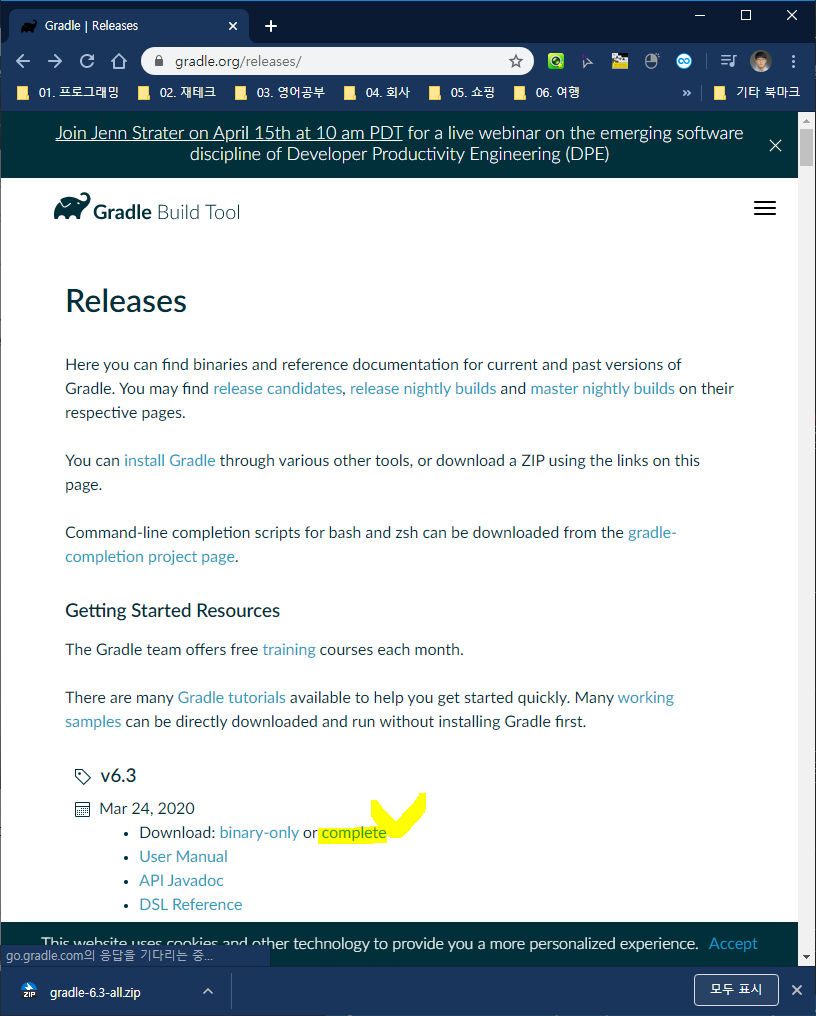 Gradle | Releases
gradle.org/releases/
01. 프로그래밍 02. 재테크 03. 영어공부 04. 회사 05. 쇼핑 06. 여행 » 기타 북마크
Join Jenn Strater on April 15th at 10 am PDT for a live webinar on the emerging software
discipline of Developer Productivity Engineering (DPE)
Gradle Build Tool
Releases
Here you can find binaries and reference documentation for current and past versions of
Gradle. You may find release candidates, release nightly builds and master nightly builds on their
respective pages.
You can install Gradle through various other tools, or download a ZIP using the links on this
page.
Command-line completion scripts for bash and zsh can be downloaded from the gradle-
completion project page.
Getting Started Resources
The Gradle team offers free training courses each month.
There are many Gradle tutorials available to help you get started quickly. Many working
samples can be directly downloaded and run without installing Gradle first.
v6.3
Mar 24, 2020
• Download: binary-only or complete
• User Manual
• API Javadoc
• DSL Reference
This website uses cookies and other technology to provide you a more personalized experience. Accept
go.gradle.com의 응답을 기다리는 중...
ZIP gradle-6.3-all.zip 모두 표시